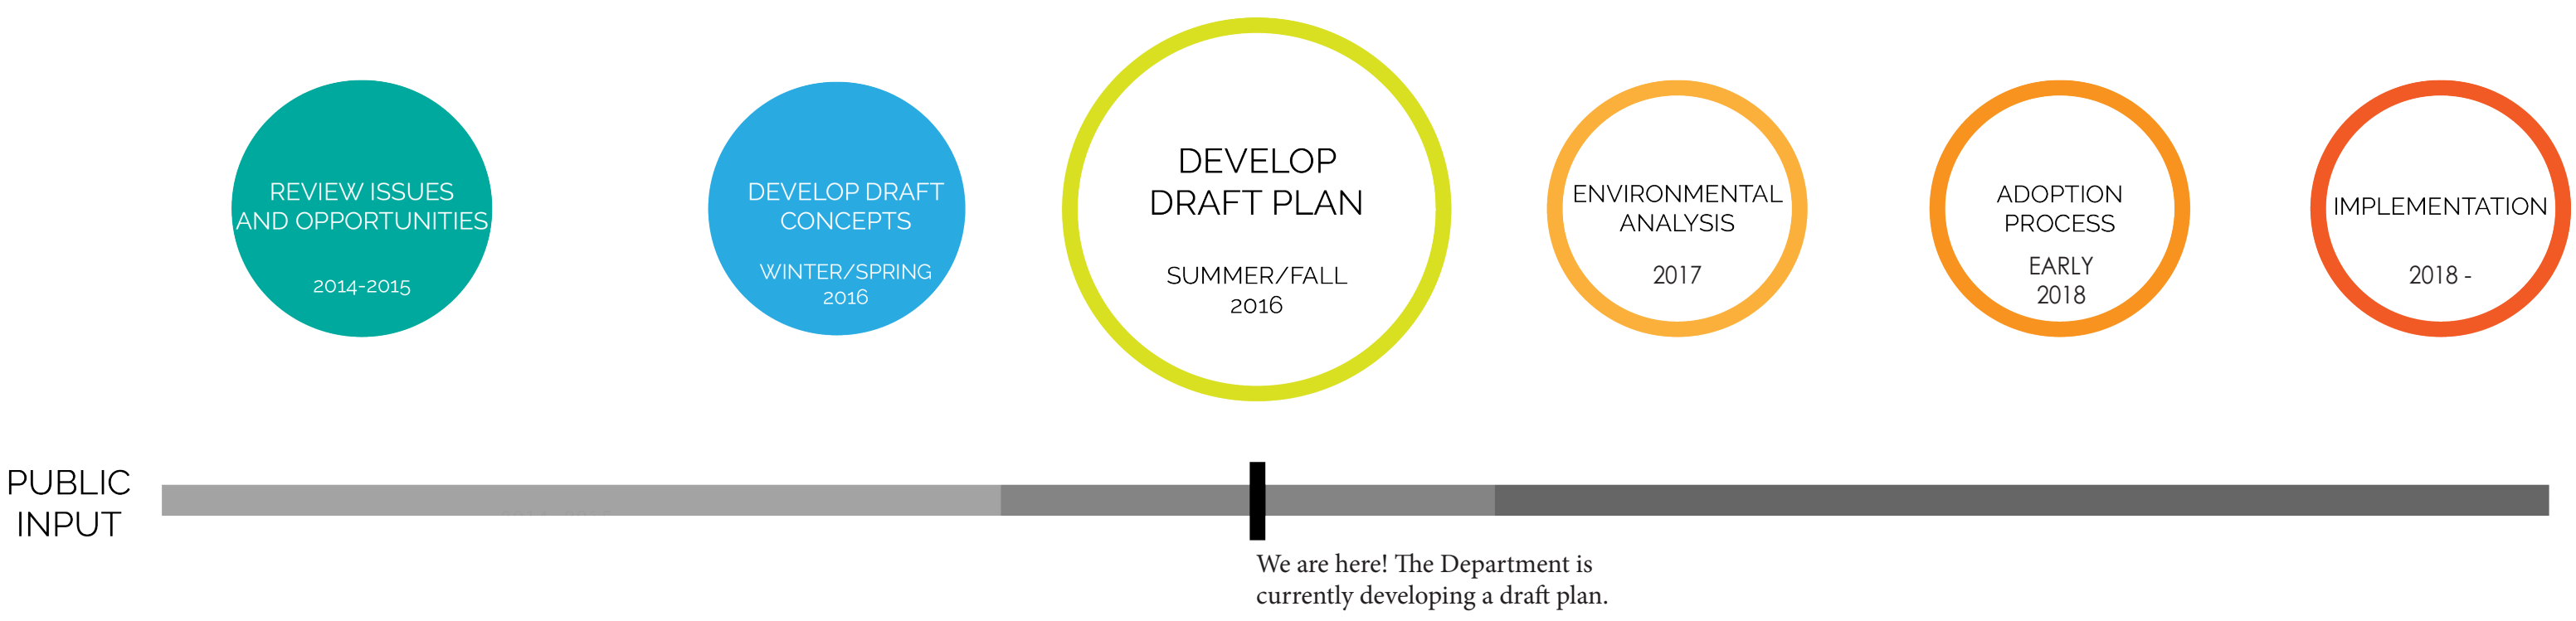 REVIEW ISSUES
AND OPPORTUNITIES
2014-2015
DEVELOP DRAFT
CONCEPTS
WINTER/SPRING
2016
DEVELOP
DRAFT PLAN
SUMMER/FALL
2016
ENVIRONMENTAL
ANALYSIS
2017
ADOPTION
PROCESS
EARLY
2018
IMPLEMENTATION
2018 -
PUBLIC
INPUT
We are here! The Department is
currently developing a draft plan.